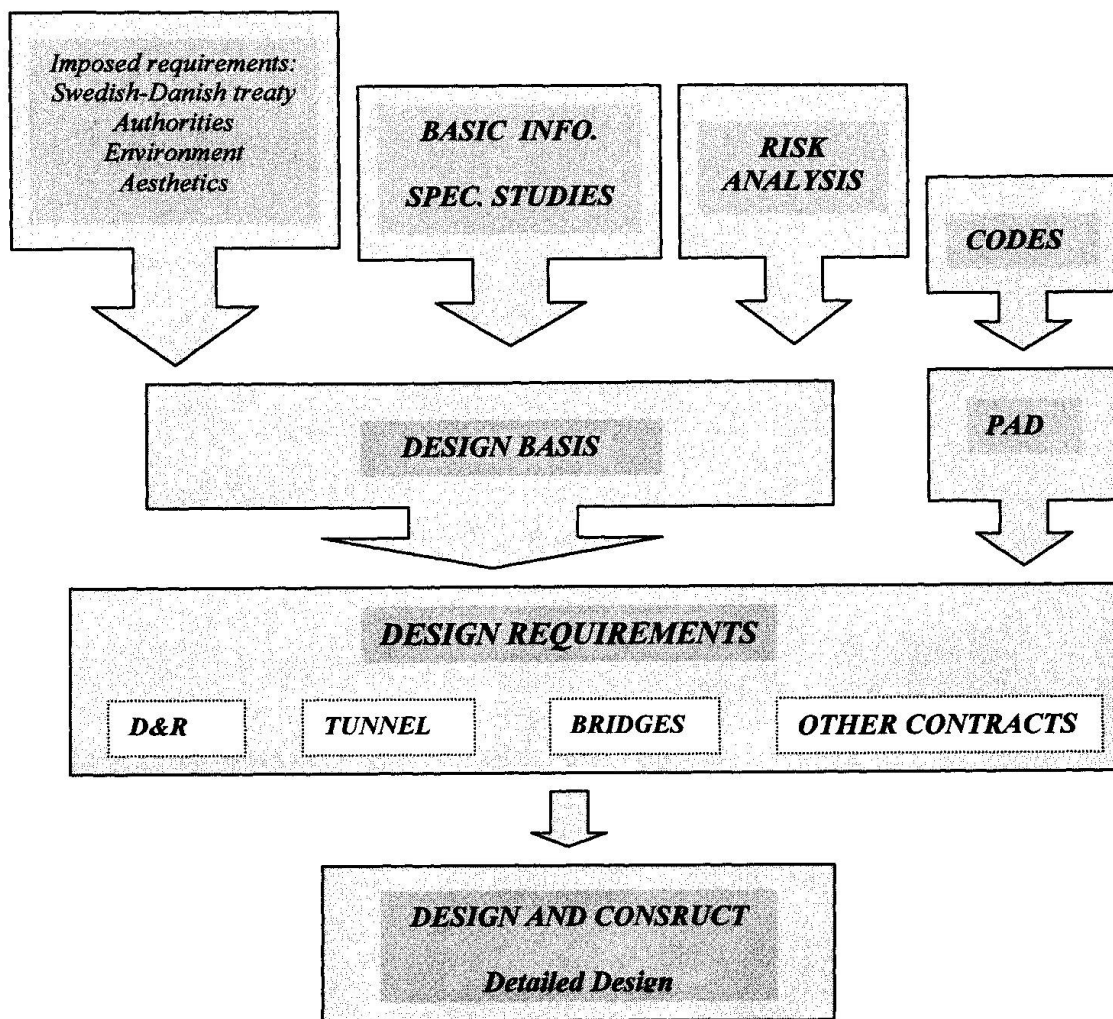 Imposed requirements:
Swedish-Danish treaty
Authorities
Environment
Aesthetics
BASIC INFO.
SPEC. STUDIES
RISK
ANALYSIS
CODES
DESIGN BASIS
PAD
DESIGN REQUIREMENTS
D&R
TUNNEL
BRIDGES
OTHER CONTRACTS
DESIGN AND CONSRUCT
Detailed Design